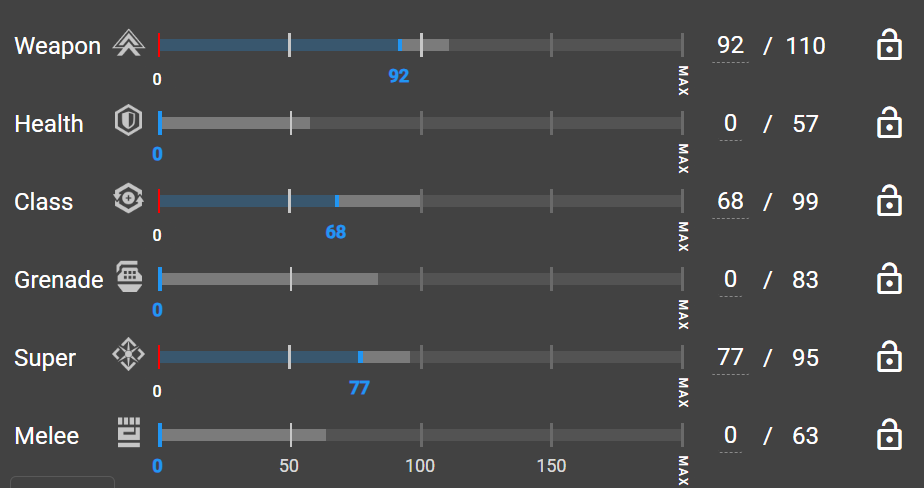 Weapon 92 / 110
0 92 MAX
Health 0 / 57
0 MAX
Class 68 / 99
0 68 MAX
Grenade 0 / 83
0 MAX
Super 77 / 95
0 77 MAX
Melee 0 / 63
0 50 100 150 MAX